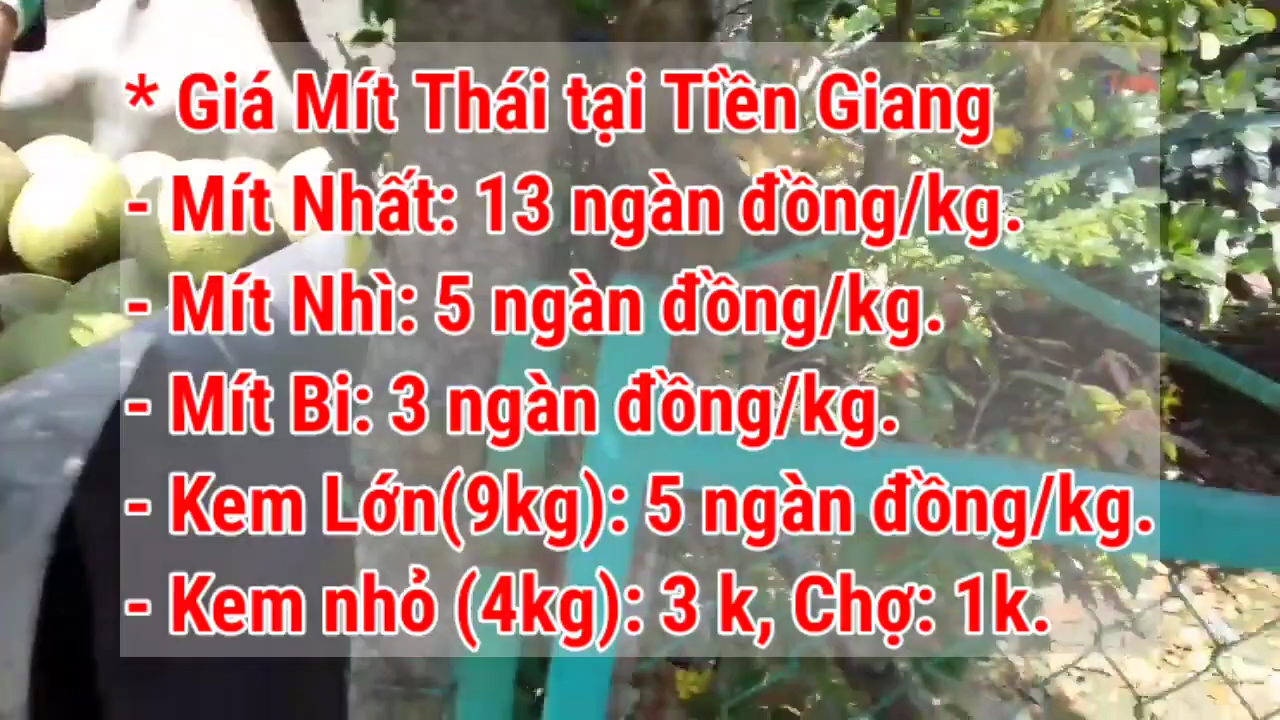 * Giá Mít Thái tại Tiền Giang
- Mít Nhất: 13 ngàn đồng/kg.
- Mít Nhì: 5 ngàn đồng/kg.
- Mít Bi: 3 ngàn đồng/kg.
- Kem Lớn(9kg): 5 ngàn đồng/kg.
- Kem nhỏ (4kg): 3 k, Chợ: 1k.